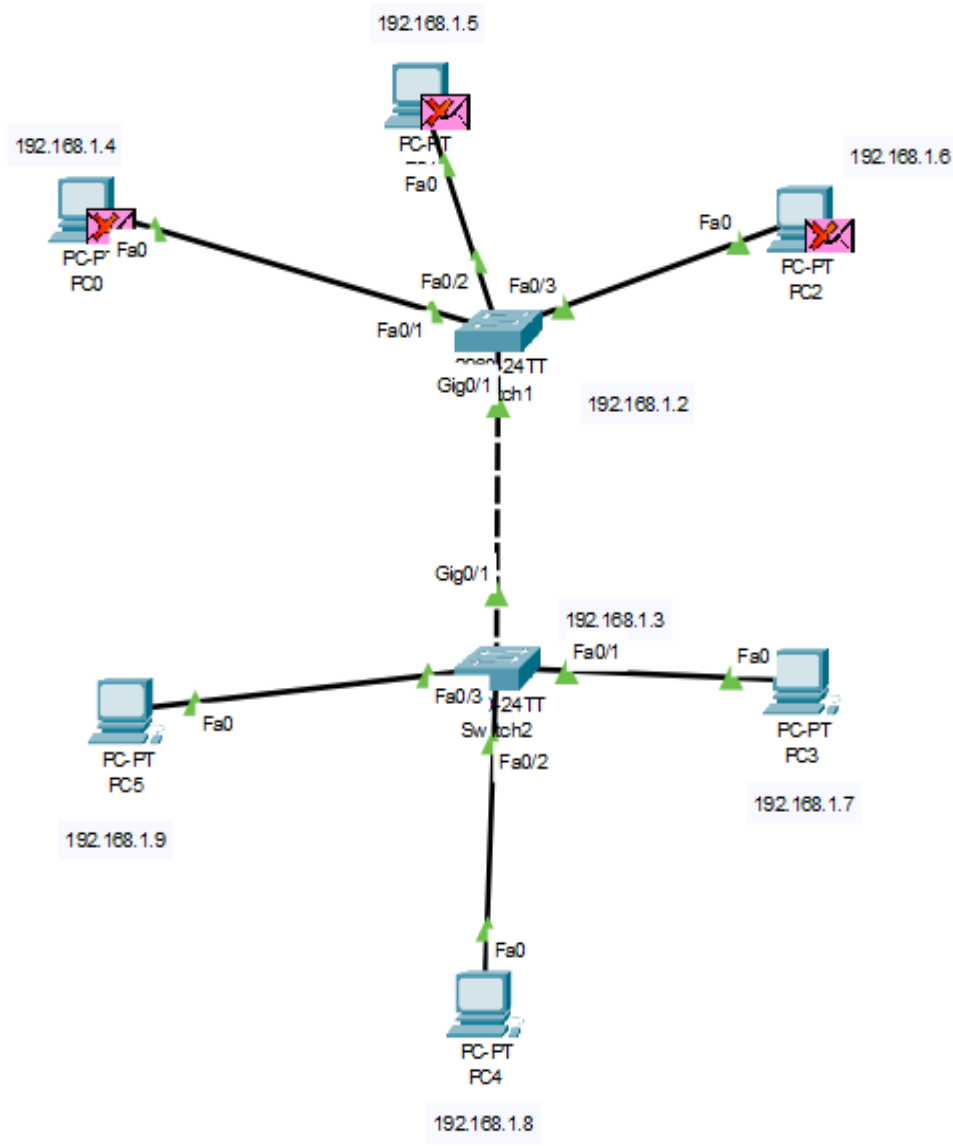 192.168.1.5
192.168.1.4
192.168.1.6
PC-PT
Fa0
Fa0
Fa0
PC0
PC-PT
PC2
Fa0/2
Fa0/3
Fa0/1
24TT
Gig0/1
192.168.1.2
Gig0/1
192.168.1.3
Fa0/1
Fa0
Fa0/3
24TT
Fa0
PC-PT
PC3
PC-PT
PC5
Fa0/2
192.168.1.7
192.168.1.9
Fa0
PC-PT
PC4
192.168.1.8